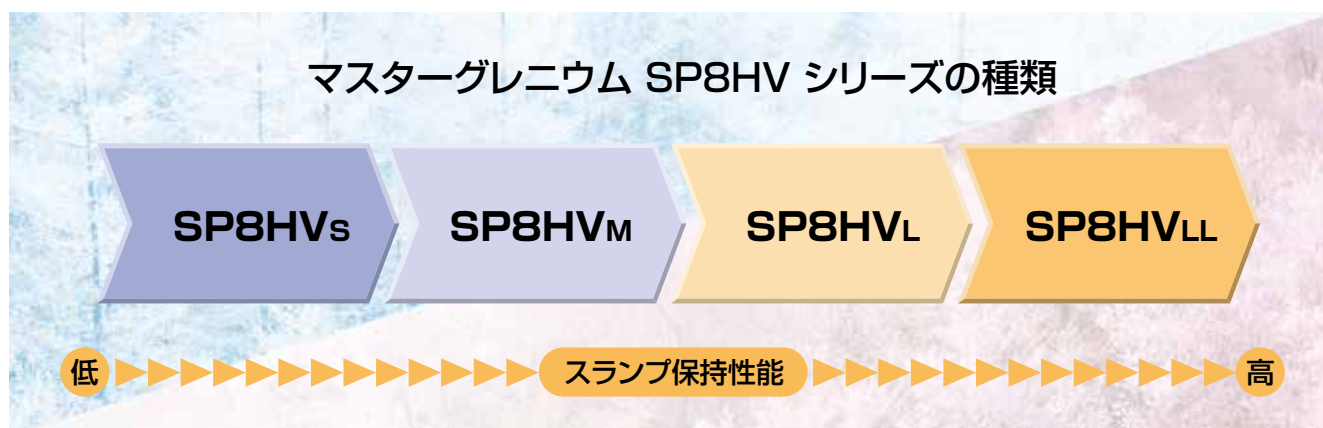 マスターグレニウム SP8HV シリーズの種類
SP8HVS
SP8HVM
SP8HVL
SP8HVLL
低
スランプ保持性能
高